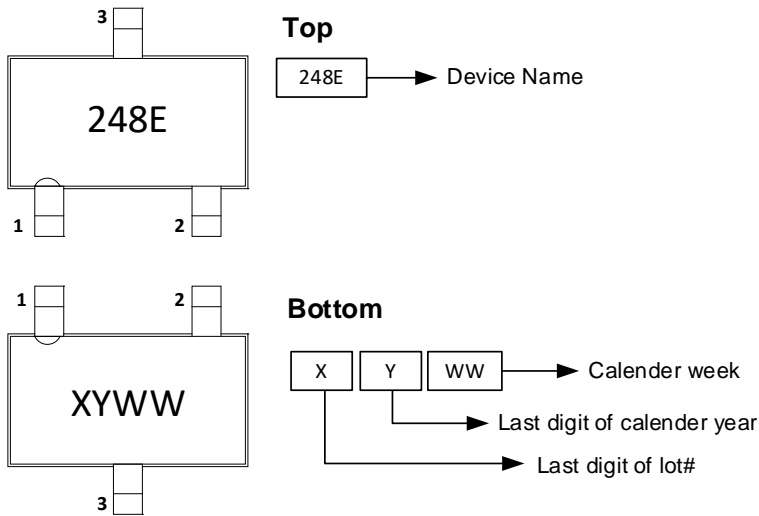 3
Top
248E
248E Device Name
1 2
1 2
Bottom
X Y WW Calender week
XYWW
Last digit of calender year
Last digit of lot#
3